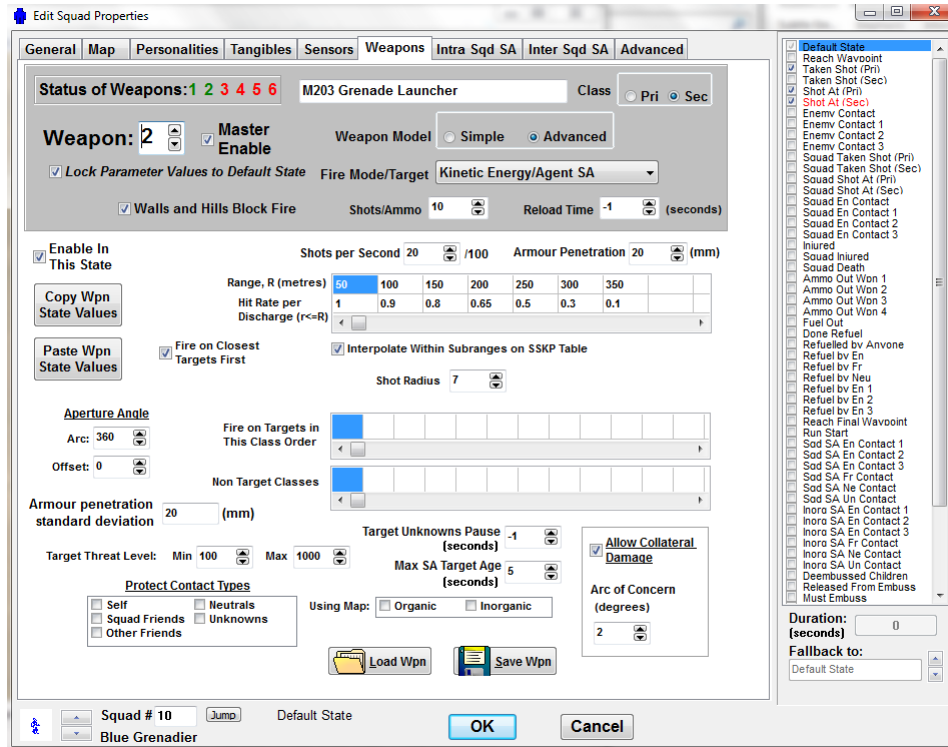 Edit Squad Properties
General Map Personalities Tangibles Sensors Weapons Intra Sqd SA Inter Sqd SA Advanced
Status of Weapons:1 2 3 4 5 6 M203 Grenade Launcher Class Pri Sec
Weapon: 2 Master Enable Weapon Model Simple Advanced
Lock Parameter Values to Default State Fire Mode/Target Kinetic Energy/Agent SA
Walls and Hills Block Fire Shots/Ammo 10 Reload Time -1 (seconds)
Enable In This State Shots per Second 20 /100 Armour Penetration 20 (mm)
Copy Wpn State Values
Range, R (metres) 50 100 150 200 250 300 350
Hit Rate per Discharge (r<=R) 1 0.9 0.8 0.65 0.5 0.3 0.1
Paste Wpn State Values
Fire on Closest Targets First
Interpolate Within Subranges on SSKP Table
Shot Radius 7
Aperture Angle
Arc: 360
Offset: 0
Fire on Targets in This Class Order
Non Target Classes
Armour penetration standard deviation 20 (mm)
Target Unknowns Pause (seconds) -1
Target Threat Level: Min 100 Max 1000
Max SA Target Age (seconds) 5
Allow Collateral Damage
Arc of Concern (degrees)
2
Protect Contact Types
Self Neutrals
Squad Friends Unknowns
Other Friends
Using Map: Organic Inorganic
Load Wpn Save Wpn
Squad # 10 Jump Default State
Blue Grenadier
OK Cancel
Default State
Reach Waypoint
Taken Shot (Pri)
Taken Shot (Sec)
Shot At (Pri)
Shot At (Sec)
Enemy Contact
Enemy Contact 1
Enemy Contact 2
Enemy Contact 3
Squad Taken Shot (Pri)
Squad Taken Shot (Sec)
Squad Shot At (Pri)
Squad Shot At (Sec)
Squad En Contact
Squad En Contact 1
Squad En Contact 2
Squad En Contact 3
Injured
Squad Injured
Squad Death
Ammo Out Wpn 1
Ammo Out Wpn 2
Ammo Out Wpn 3
Ammo Out Wpn 4
Fuel Out
Done Refuel
Refuelled by Anyone
Refuel by En
Refuel by Fr
Refuel by Neu
Refuel by En 1
Refuel by En 2
Refuel by En 3
Reach Final Waypoint
Run Start
Sqd SA En Contact 1
Sqd SA En Contact 2
Sqd SA En Contact 3
Sqd SA Fr Contact
Sqd SA Ne Contact
Sqd SA Un Contact
Inorg SA En Contact 1
Inorg SA En Contact 2
Inorg SA En Contact 3
Inorg SA Fr Contact
Inorg SA Ne Contact
Inorg SA Un Contact
Deembussed Children
Released From Embuss
Must Embuss
Duration: (seconds) 0
Fallback to:
Default State